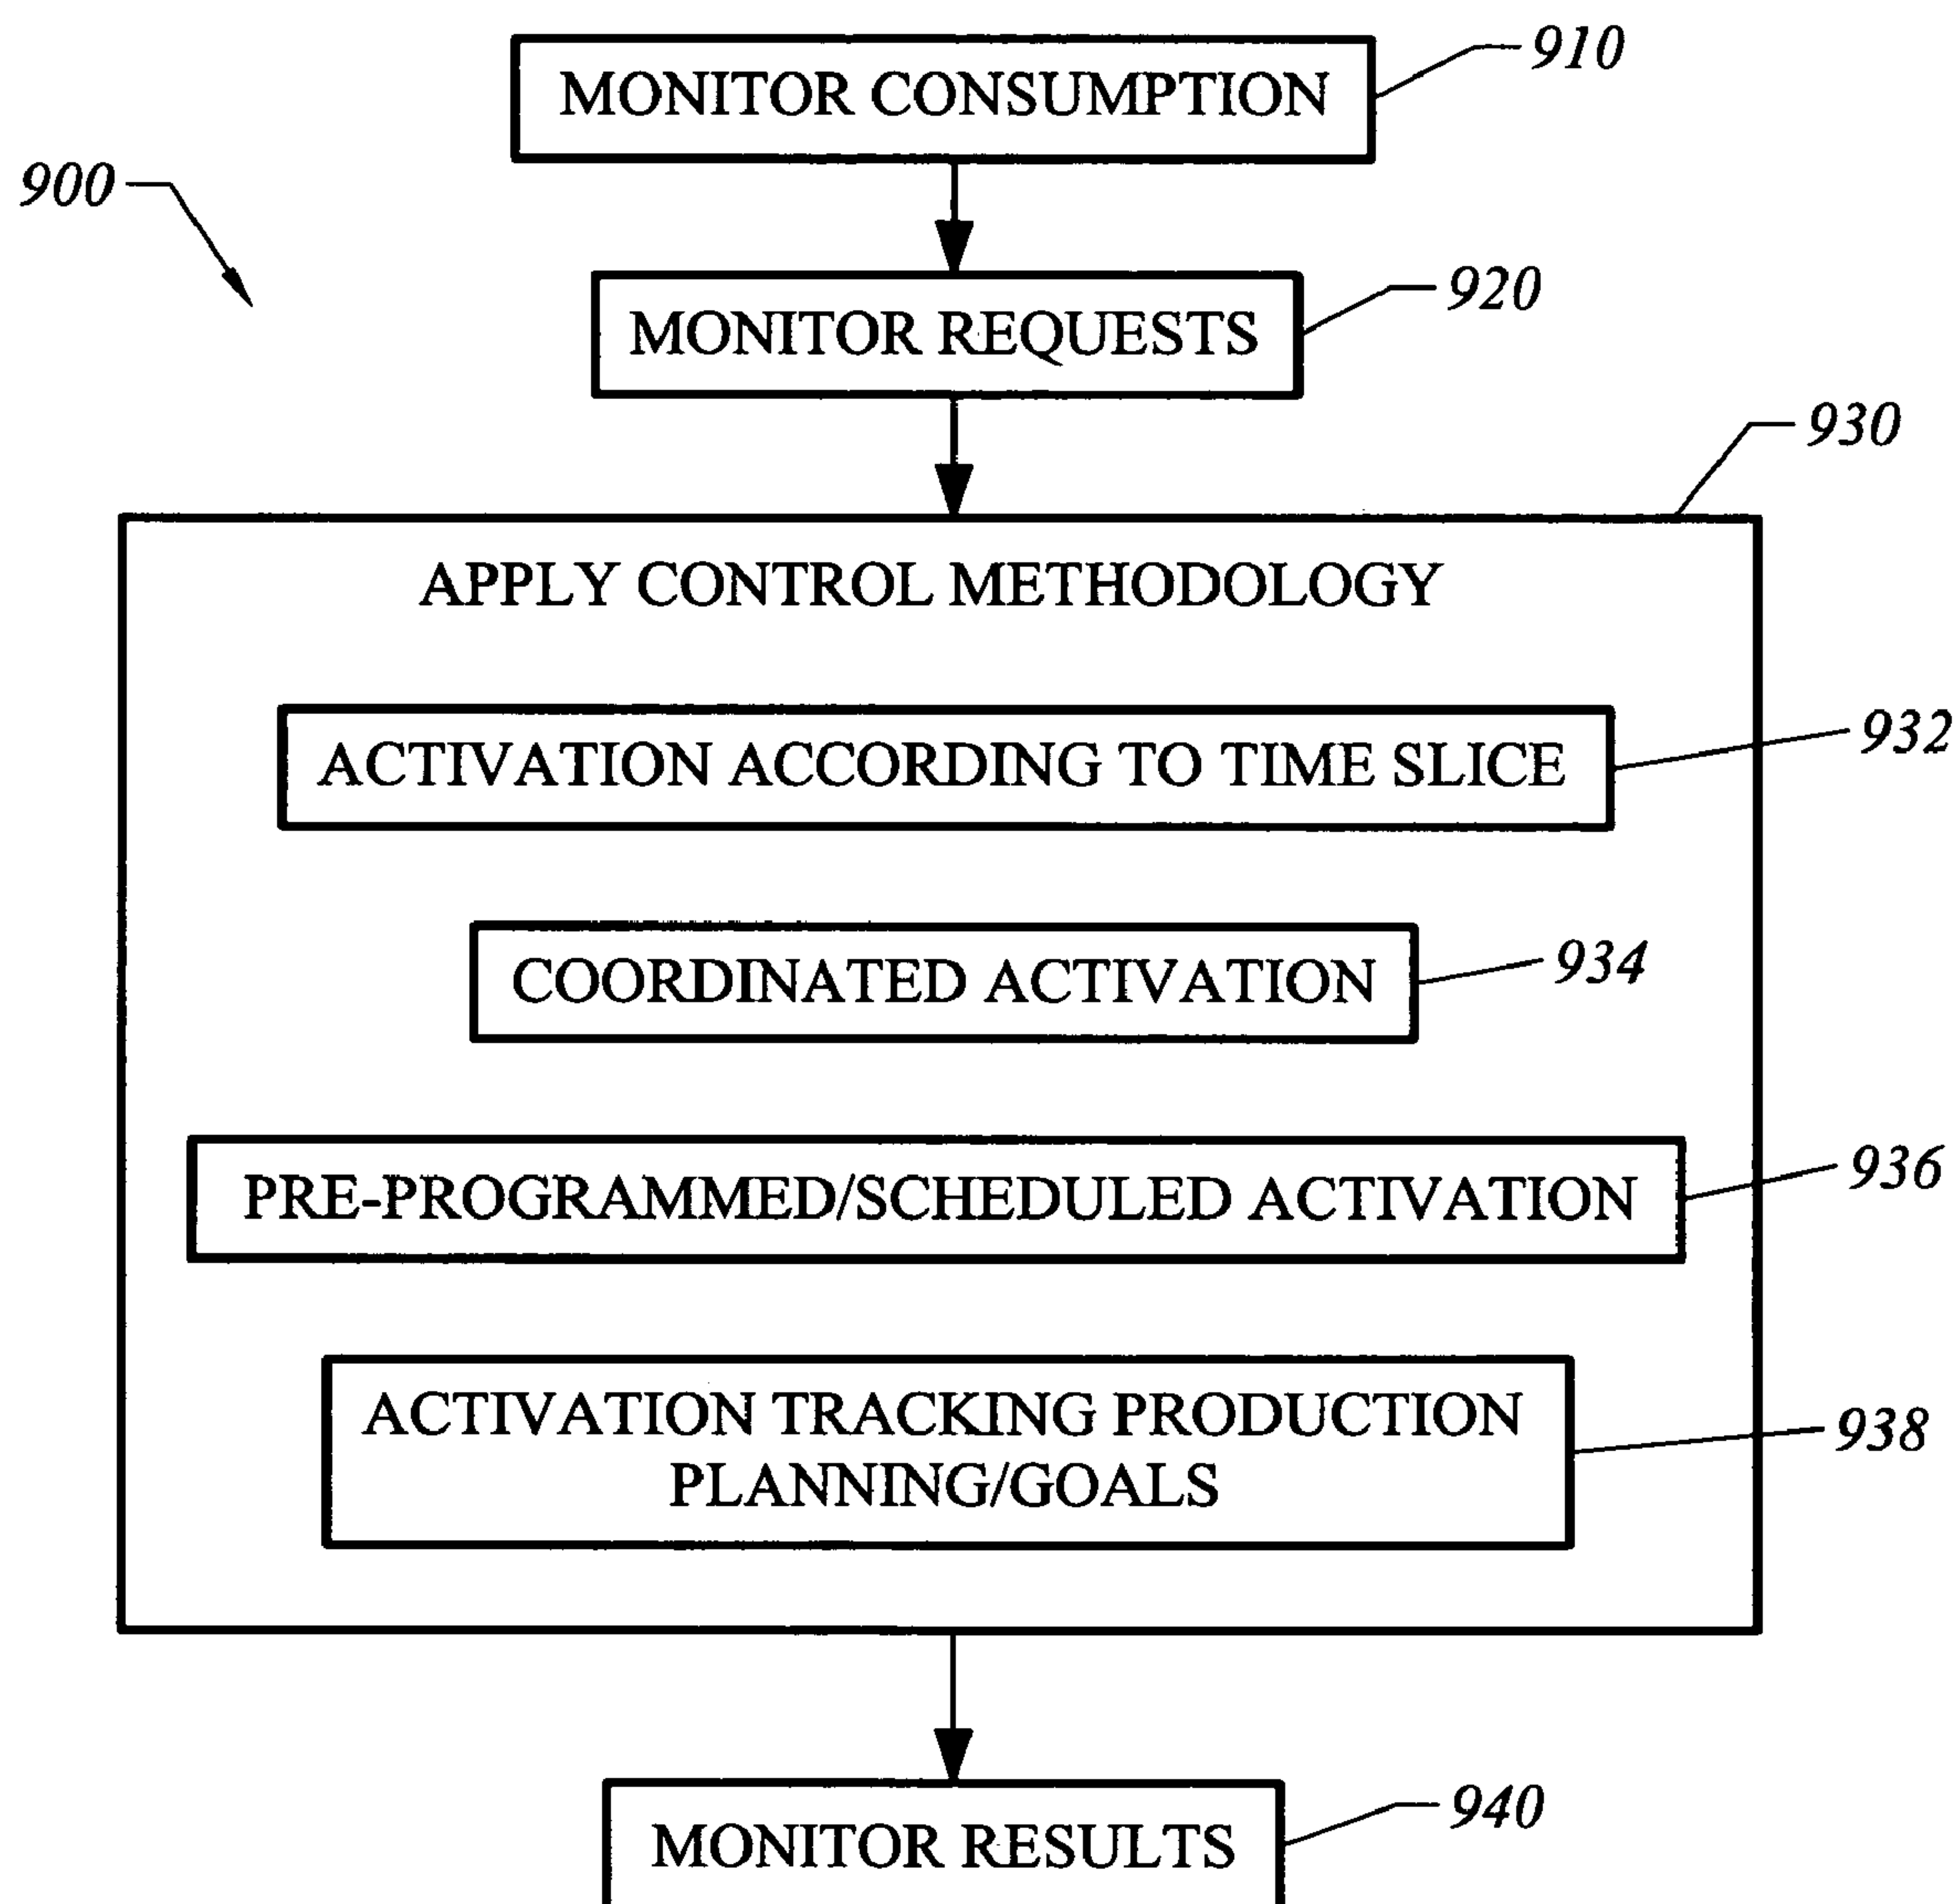 MONITOR CONSUMPTION
910
900
MONITOR REQUESTS
920
930
APPLY CONTROL METHODOLOGY
ACTIVATION ACCORDING TO TIME SLICE
932
COORDINATED ACTIVATION
934
PRE-PROGRAMMED/SCHEDULED ACTIVATION
936
ACTIVATION TRACKING PRODUCTION
PLANNING/GOALS
938
MONITOR RESULTS
940